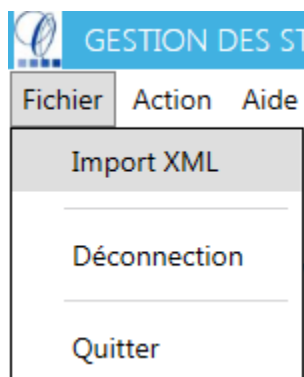 GESTION DES ST
Fichier Action Aide
Import XML
Déconnection
Quitter